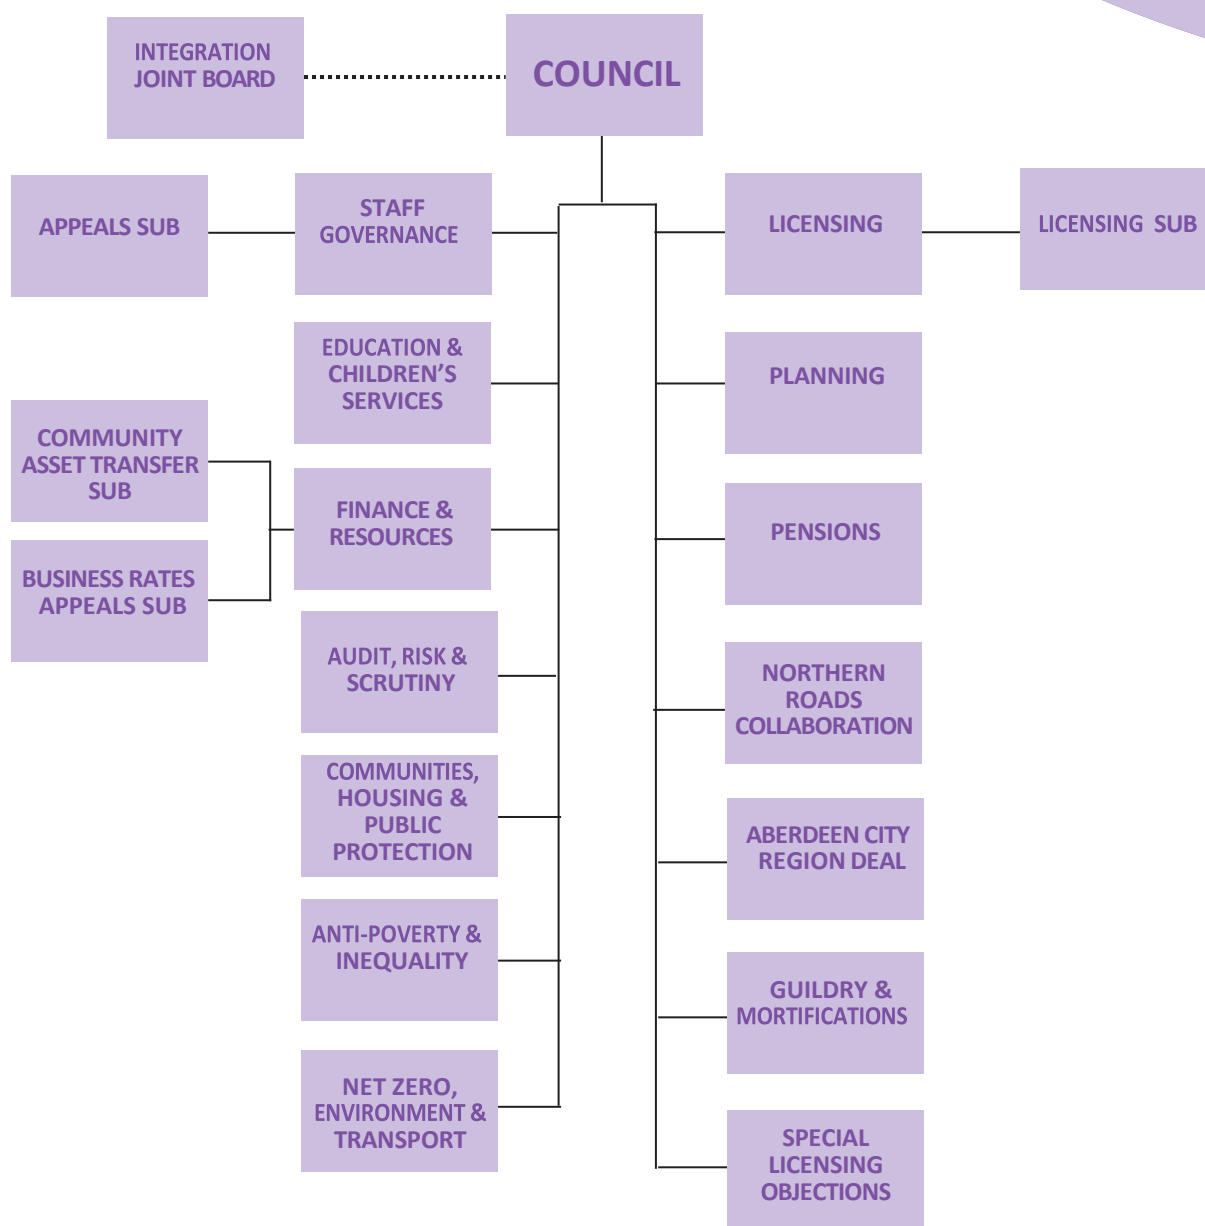 INTEGRATION
JOINT BOARD
COUNCIL
APPEALS SUB
STAFF
GOVERNANCE
LICENSING
LICENSING SUB
EDUCATION &
CHILDREN’S
SERVICES
PLANNING
COMMUNITY
ASSET TRANSFER
SUB
FINANCE &
RESOURCES
PENSIONS
BUSINESS RATES
APPEALS SUB
AUDIT, RISK &
SCRUTINY
NORTHERN
ROADS
COLLABORATION
COMMUNITIES,
HOUSING &
PUBLIC
PROTECTION
ABERDEEN CITY
REGION DEAL
ANTI-POVERTY &
INEQUALITY
GUILDRY &
MORTIFICATIONS
NET ZERO,
ENVIRONMENT &
TRANSPORT
SPECIAL
LICENSING
OBJECTIONS